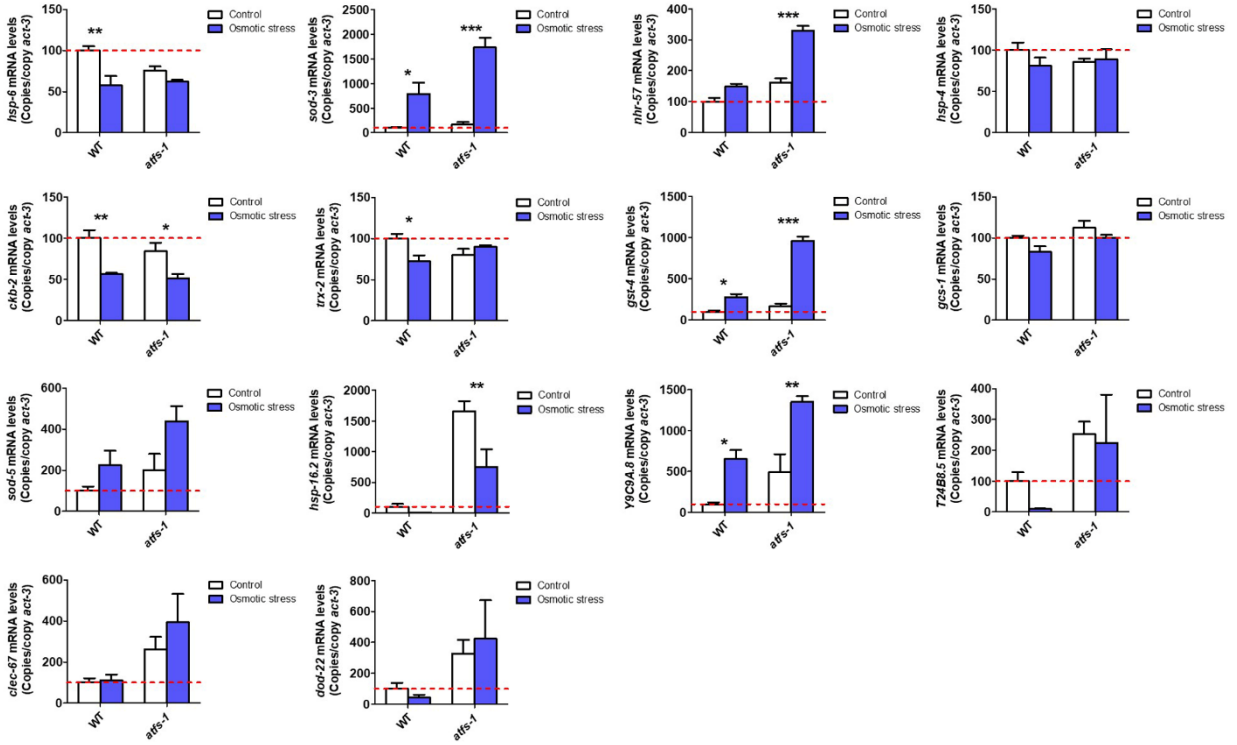 hsp-6 mRNA levels
(Copies/copy act-3)
150
100
50
0
**
WT
atfs-1
Control
Osmotic stress
sod-3 mRNA levels
(Copies/copy act-3)
2500
2000
1500
1000
500
0
*
***
WT
atfs-1
Control
Osmotic stress
nhr-57 mRNA levels
(Copies/copy act-3)
400
300
200
100
0
***
WT
atfs-1
Control
Osmotic stress
hsp-4 mRNA levels
(Copies/copy act-3)
150
100
50
0
WT
atfs-1
Control
Osmotic stress
ckb-2 mRNA levels
(Copies/copy act-3)
150
100
50
0
**
*
WT
atfs-1
Control
Osmotic stress
trx-2 mRNA levels
(Copies/copy act-3)
150
100
50
0
*
WT
atfs-1
Control
Osmotic stress
gst-4 mRNA levels
(Copies/copy act-3)
1500
1000
500
0
*
***
WT
atfs-1
Control
Osmotic stress
gcs-1 mRNA levels
(Copies/copy act-3)
150
100
50
0
WT
atfs-1
Control
Osmotic stress
sod-5 mRNA levels
(Copies/copy act-3)
600
400
200
0
WT
atfs-1
Control
Osmotic stress
hsp-16.2 mRNA levels
(Copies/copy act-3)
2000
1500
1000
500
0
**
WT
atfs-1
Control
Osmotic stress
Y9C9A.8 mRNA levels
(Copies/copy act-3)
1500
1000
500
0
*
**
WT
atfs-1
Control
Osmotic stress
T24B8.5 mRNA levels
(Copies/copy act-3)
400
300
200
100
0
WT
atfs-1
Control
Osmotic stress
clec-67 mRNA levels
(Copies/copy act-3)
600
400
200
0
WT
atfs-1
Control
Osmotic stress
dod-22 mRNA levels
(Copies/copy act-3)
800
600
400
200
0
WT
atfs-1
Control
Osmotic stress